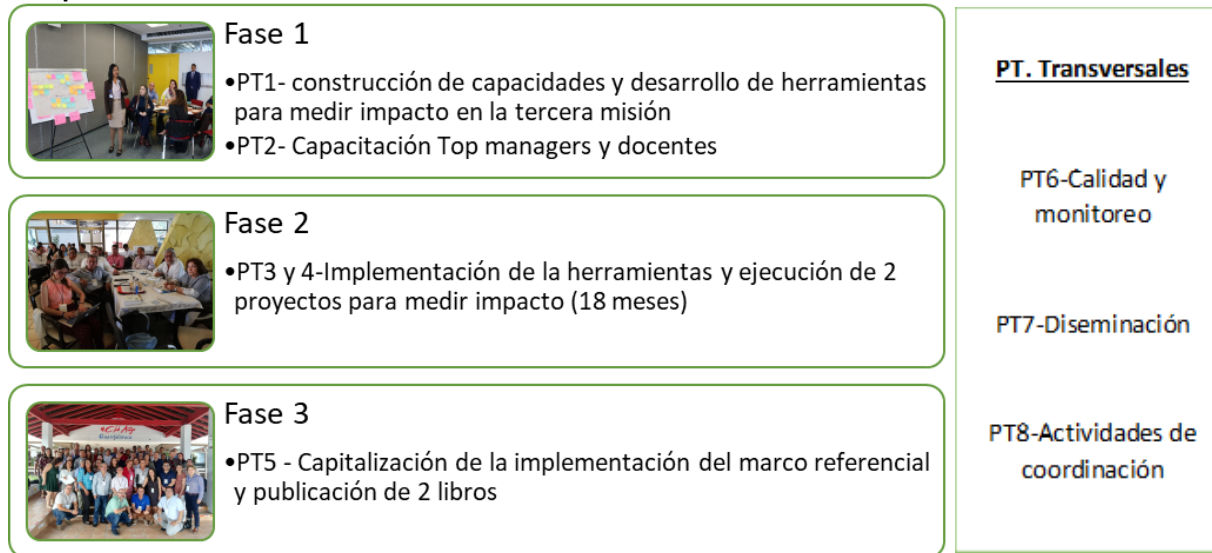 Fase 1
•PT1- construcción de capacidades y desarrollo de herramientas
para medir impacto en la tercera misión
•PT2- Capacitación Top managers y docentes
Fase 2
•PT3 y 4-Implementación de la herramientas y ejecución de 2
proyectos para medir impacto (18 meses)
Fase 3
•PT5 - Capitalización de la implementación del marco referencial
y publicación de 2 libros
PT. Transversales
PT6-Calidad y
monitoreo
PT7-Diseminación
PT8-Actividades de
coordinación